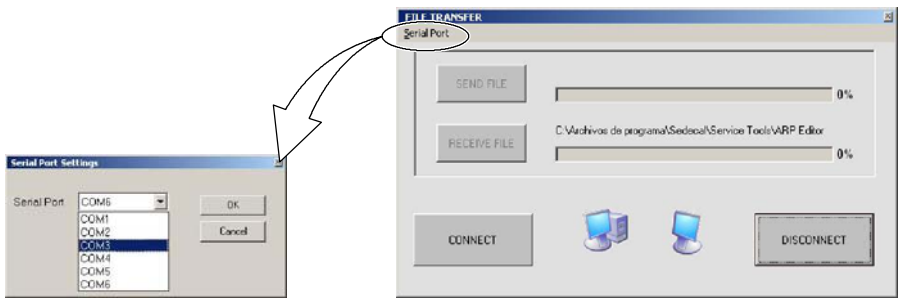 FILE TRANSFER
Serial Port
SEND FILE
0%
C:\Archivos de programa\Sedecal\Service Tools\ARP Editor
RECEIVE FILE
0%
CONNECT
DISCONNECT
Serial Port Settings
Serial Port
COM6
OK
Cancel
COM1
COM2
COM3
COM4
COM5
COM6